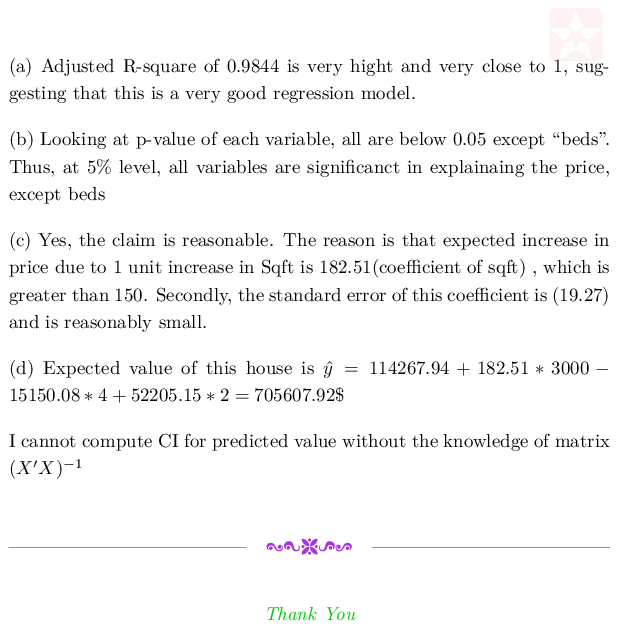 (a) Adjusted R-square of 0.9844 is very hight and very close to 1, sug-
gesting that this is a very good regression model.
(b) Looking at p-value of each variable, all are below 0.05 except “beds”.
Thus, at 5% level, all variables are significanct in explainaing the price,
except beds
(c) Yes, the claim is reasonable. The reason is that expected increase in
price due to 1 unit increase in Sqft is 182.51(coefficient of sqft) , which is
greater than 150. Secondly, the standard error of this coefficient is (19.27)
and is reasonably small.
(d) Expected value of this house is ŷ = 114267.94 + 182.51 ∗ 3000 −
15150.08 ∗ 4 + 52205.15 ∗ 2 = 705607.92$
I cannot compute CI for predicted value without the knowledge of matrix
(X′X)⁻¹
Thank You